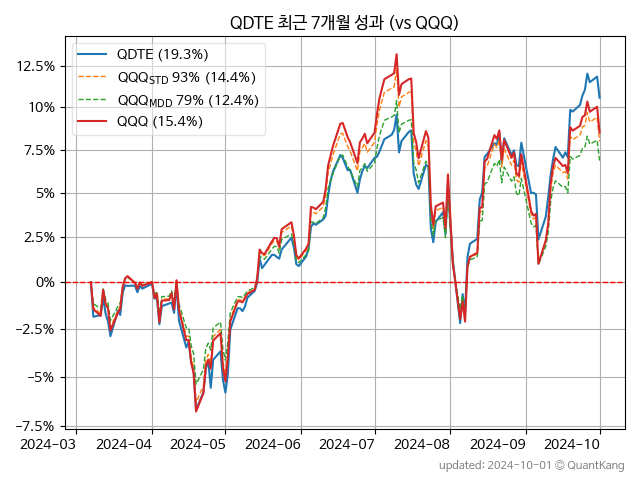 QDTE 최근 7개월 성과 (vs QQQ)
QDTE (19.3%)
QQQSTD 93% (14.4%)
QQQMDD 79% (12.4%)
QQQ (15.4%)
12.5%
10%
7.5%
5%
2.5%
0%
−2.5%
−5%
−7.5%
2024-03 2024-04 2024-05 2024-06 2024-07 2024-08 2024-09 2024-10
updated: 2024-10-01 © QuantKang